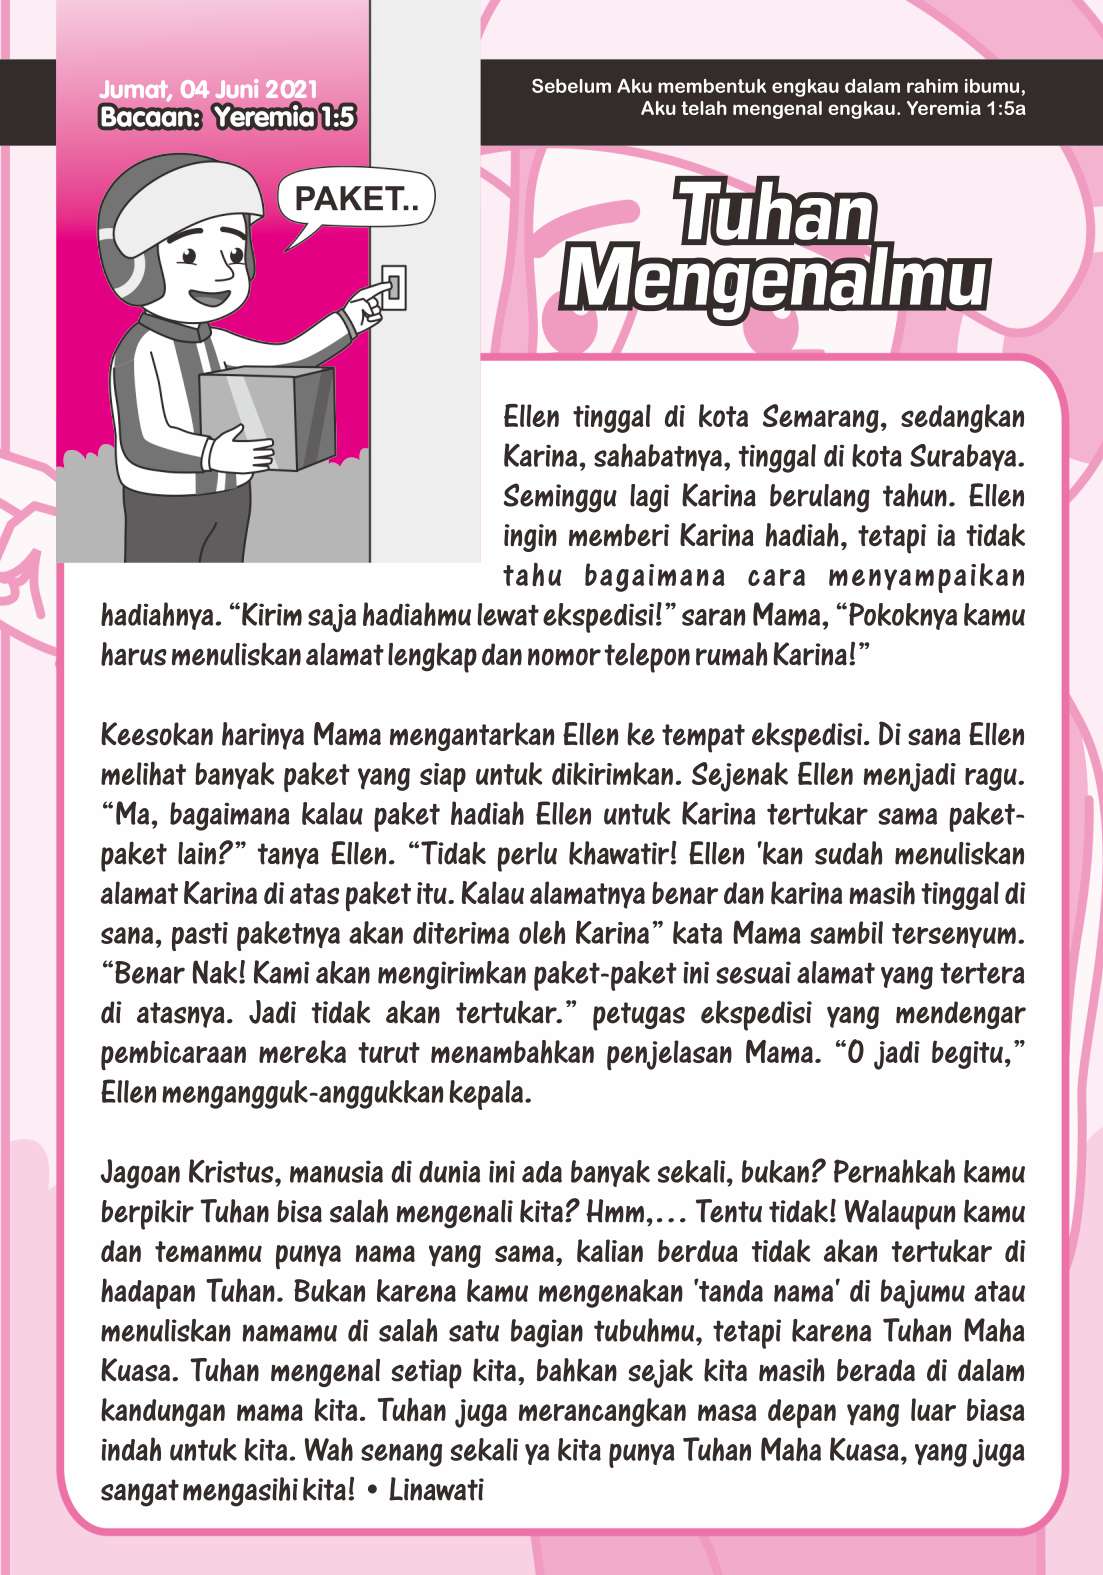 Jumat, 04 Juni 2021
Bacaan: Yeremia 1:5
Sebelum Aku membentuk engkau dalam rahim ibumu,
Aku telah mengenal engkau. Yeremia 1:5a
PAKET..
Tuhan
Mengenalmu
Ellen tinggal di kota Semarang, sedangkan
Karina, sahabatnya, tinggal di kota Surabaya.
Seminggu lagi Karina berulang tahun. Ellen
ingin memberi Karina hadiah, tetapi ia tidak
tahu bagaimana cara menyampaikan
hadiahnya. “Kirim saja hadiahmu lewat ekspedisi!” saran Mama, “Pokoknya kamu
harus menuliskan alamat lengkap dan nomor telepon rumah Karina!”
Keesokan harinya Mama mengantarkan Ellen ke tempat ekspedisi. Di sana Ellen
melihat banyak paket yang siap untuk dikirimkan. Sejenak Ellen menjadi ragu.
“Ma, bagaimana kalau paket hadiah Ellen untuk Karina tertukar sama paket-
paket lain?” tanya Ellen. “Tidak perlu khawatir! Ellen 'kan sudah menuliskan
alamat Karina di atas paket itu. Kalau alamatnya benar dan karina masih tinggal di
sana, pasti paketnya akan diterima oleh Karina” kata Mama sambil tersenyum.
“Benar Nak! Kami akan mengirimkan paket-paket ini sesuai alamat yang tertera
di atasnya. Jadi tidak akan tertukar.” petugas ekspedisi yang mendengar
pembicaraan mereka turut menambahkan penjelasan Mama. “O jadi begitu,”
Ellen mengangguk-anggukkan kepala.
Jagoan Kristus, manusia di dunia ini ada banyak sekali, bukan? Pernahkah kamu
berpikir Tuhan bisa salah mengenali kita? Hmm,... Tentu tidak! Walaupun kamu
dan temanmu punya nama yang sama, kalian berdua tidak akan tertukar di
hadapan Tuhan. Bukan karena kamu mengenakan 'tanda nama' di bajumu atau
menuliskan namamu di salah satu bagian tubuhmu, tetapi karena Tuhan Maha
Kuasa. Tuhan mengenal setiap kita, bahkan sejak kita masih berada di dalam
kandungan mama kita. Tuhan juga merancangkan masa depan yang luar biasa
indah untuk kita. Wah senang sekali ya kita punya Tuhan Maha Kuasa, yang juga
sangat mengasihi kita! • Linawati